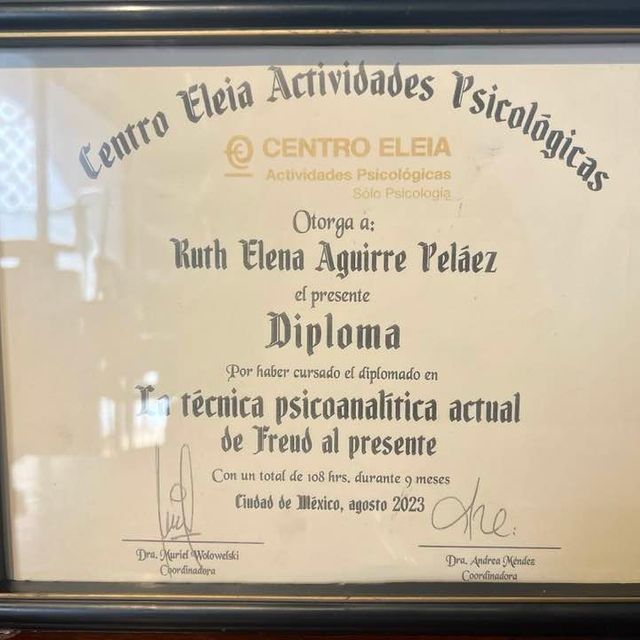 Centro Eleia Actividades Psicológicas
CENTRO ELEIA
Actividades Psicológicas
Sólo Psicología
Otorga a:
Ruth Elena Aguirre Peláez
el presente
Diploma
Por haber cursado el diplomado en
La técnica psicoanalítica actual
de Freud al presente
Con un total de 108 hrs. durante 9 meses
Ciudad de México, agosto 2023
Dra. Muriel Wolowelski
Coordinadora
Dra. Andrea Méndez
Coordinadora